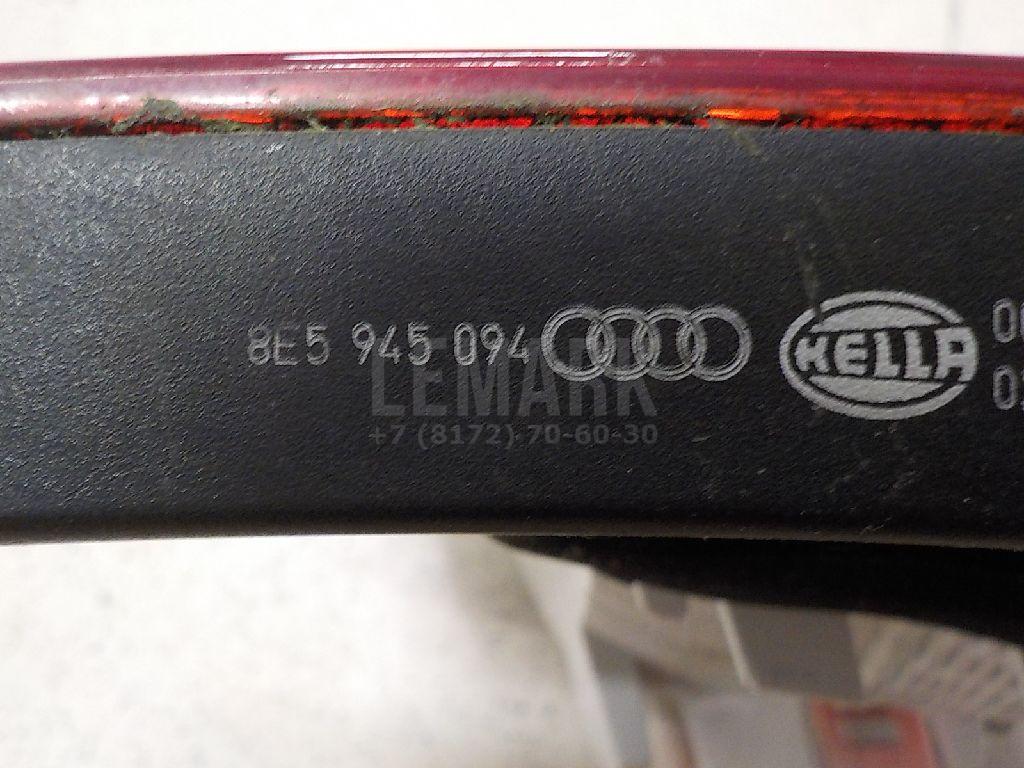 8E5 945 094
HELLA
LEMARK
+7 (8172) 70-60-30